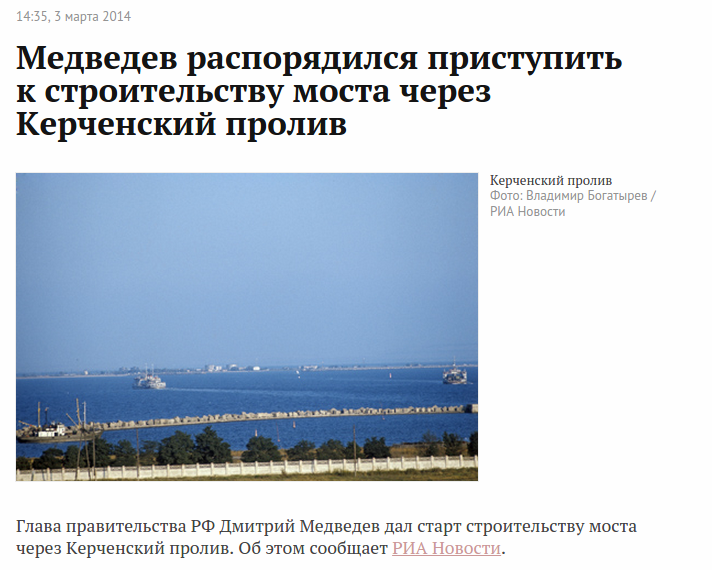 14:35, 3 марта 2014
Медведев распорядился приступить
к строительству моста через
Керченский пролив
Керченский пролив
Фото: Владимир Богатырев /
РИА Новости
Глава правительства РФ Дмитрий Медведев дал старт строительству моста
через Керченский пролив. Об этом сообщает РИА Новости.